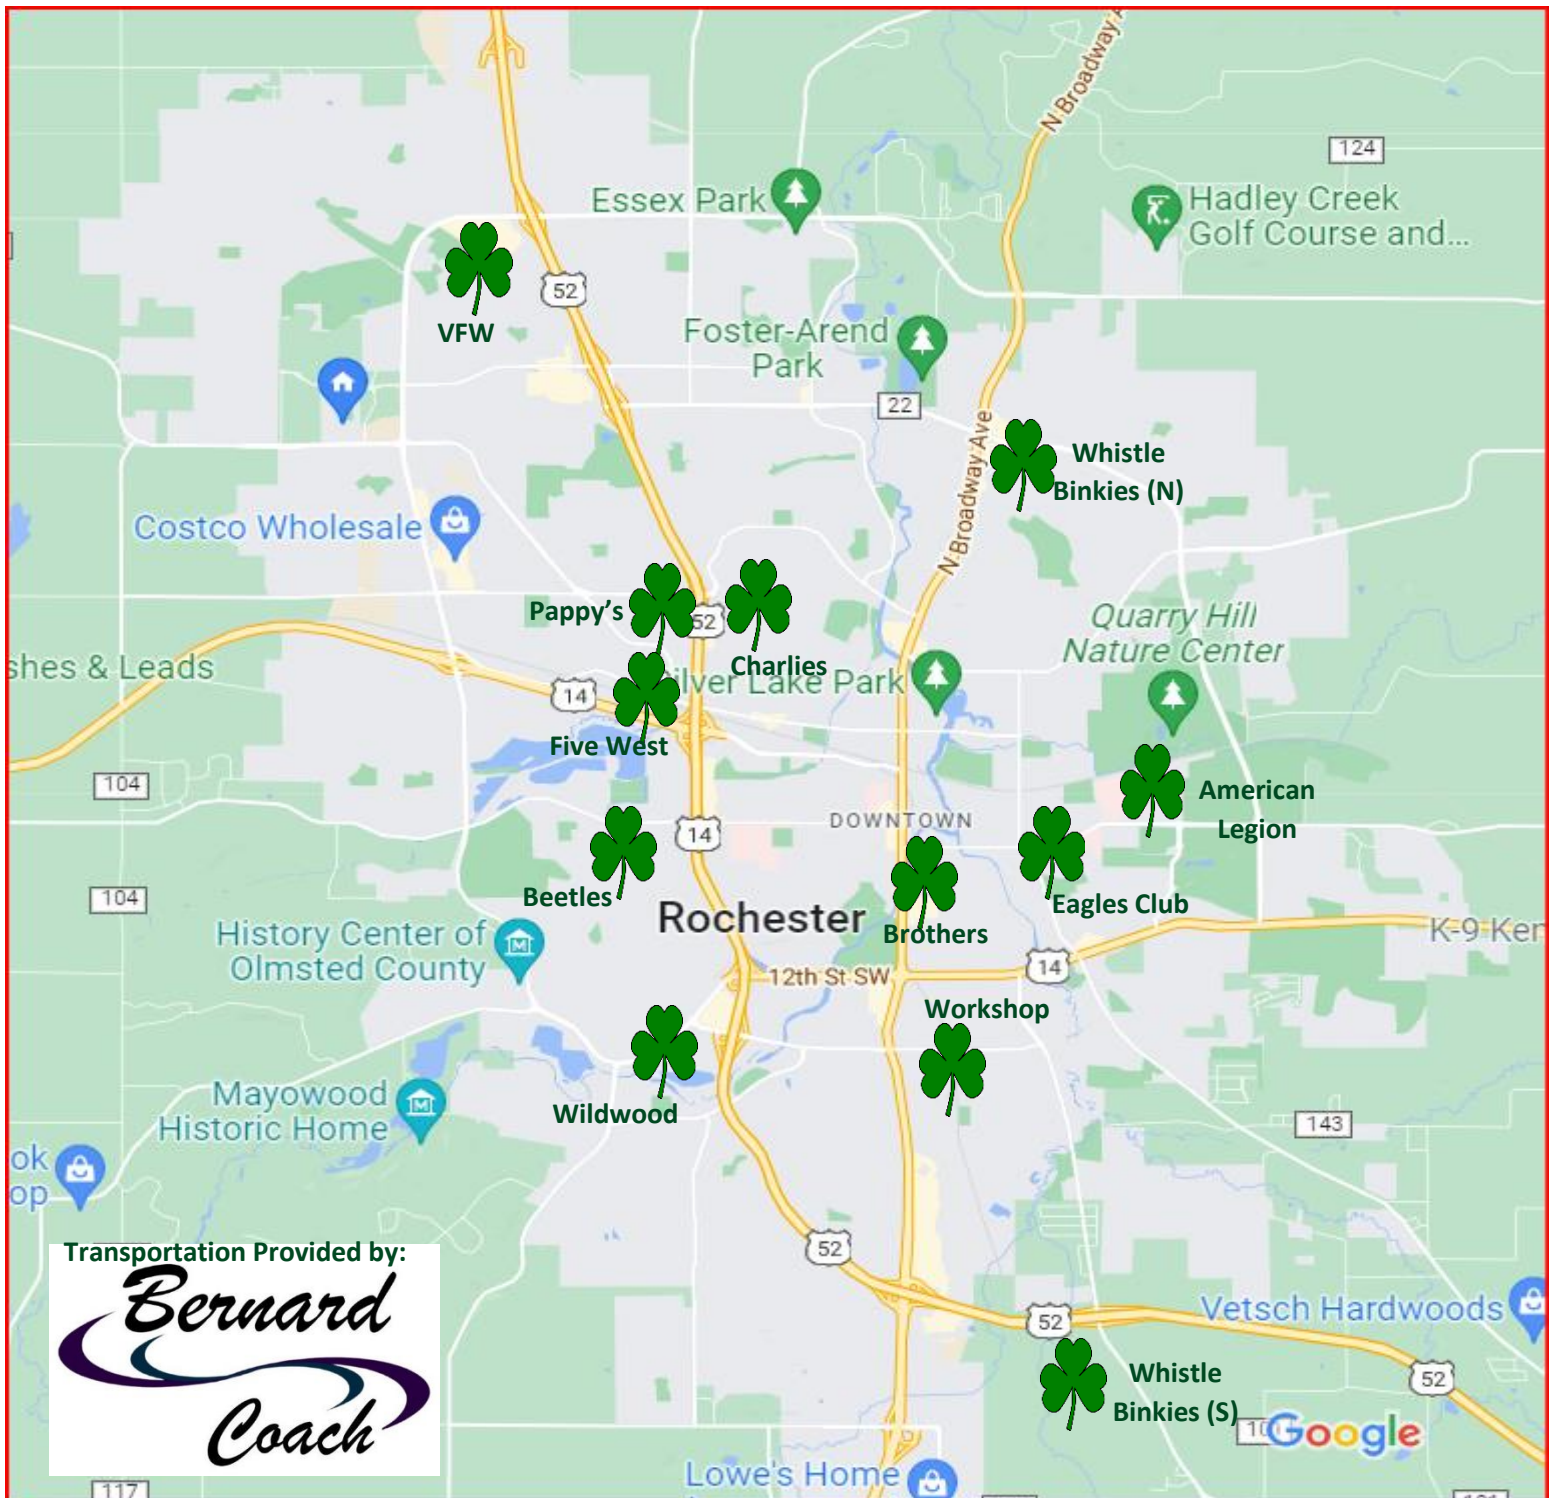 N Broadway A
124
Essex Park
Hadley Creek
Golf Course and...
52
VFW
Foster-Arend
Park
22
N Broadway Ave
Whistle
Binkies (N)
Costco Wholesale
Pappy's
52
Charlies
Quarry Hill
Nature Center
shes & Leads
ilver Lake Park
14
Five West
104
American
Legion
DOWNTOWN
14
Beetles
104
Eagles Club
Rochester
Brothers
History Center of
Olmsted County
K-9 Ken
12th St SW
14
Workshop
Mayowood
Historic Home
Wildwood
143
ok
op
52
Transportation Provided by:
Bernard
Coach
Vetsch Hardwoods
52
52
Whistle
Binkies (S)
Google
Lowe's Home
117